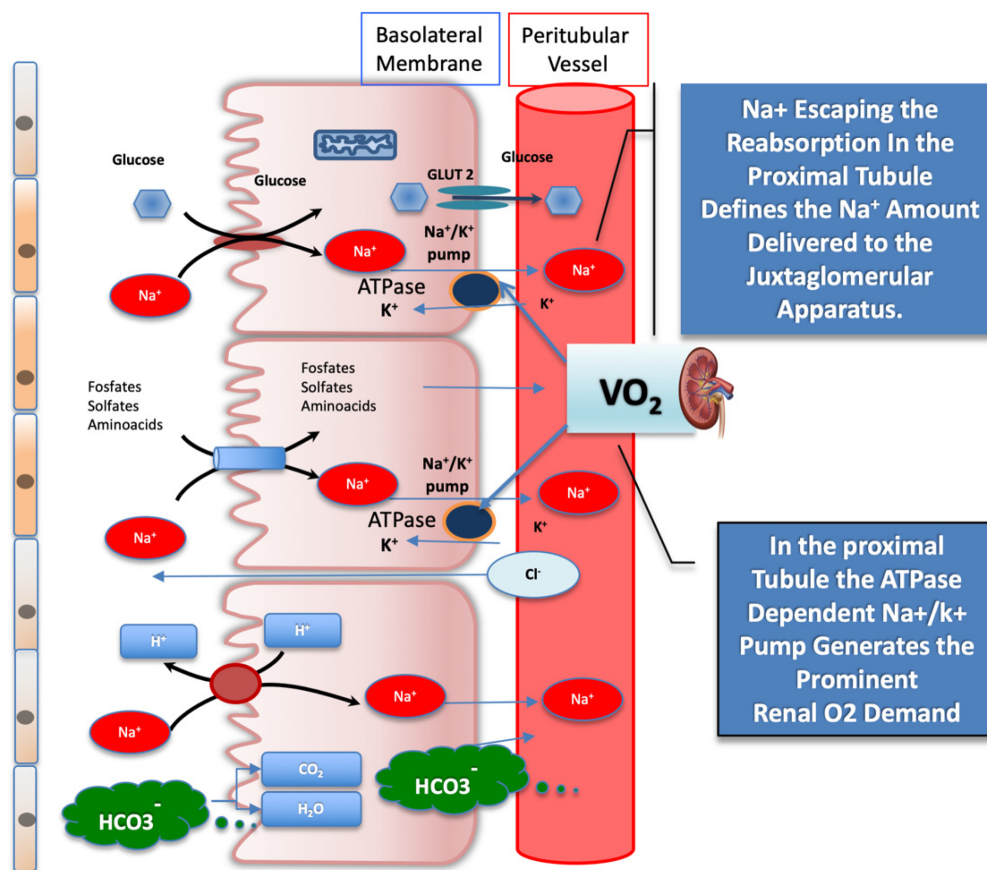 Basolateral
Membrane
Peritubular
Vessel
Na+ Escaping the
Reabsorption In the
Proximal Tubule
Defines the Na⁺ Amount
Delivered to the
Juxtaglomerular
Apparatus.
Glucose
Glucose
GLUT 2
Glucose
Na⁺/K⁺
pump
Na⁺
Na⁺
Na⁺
ATPase
K⁺
K⁺
VO₂
Fosfates
Solfates
Aminoacids
Fosfates
Solfates
Aminoacids
Na⁺/K⁺
pump
Na⁺
Na⁺
Na⁺
ATPase
K⁺
K⁺
Cl⁻
In the proximal
Tubule the ATPase
Dependent Na+/k+
Pump Generates the
Prominent
Renal O2 Demand
H⁺
H⁺
Na⁺
Na⁺
Na⁺
CO₂
H₂O
HCO3⁻
HCO3⁻